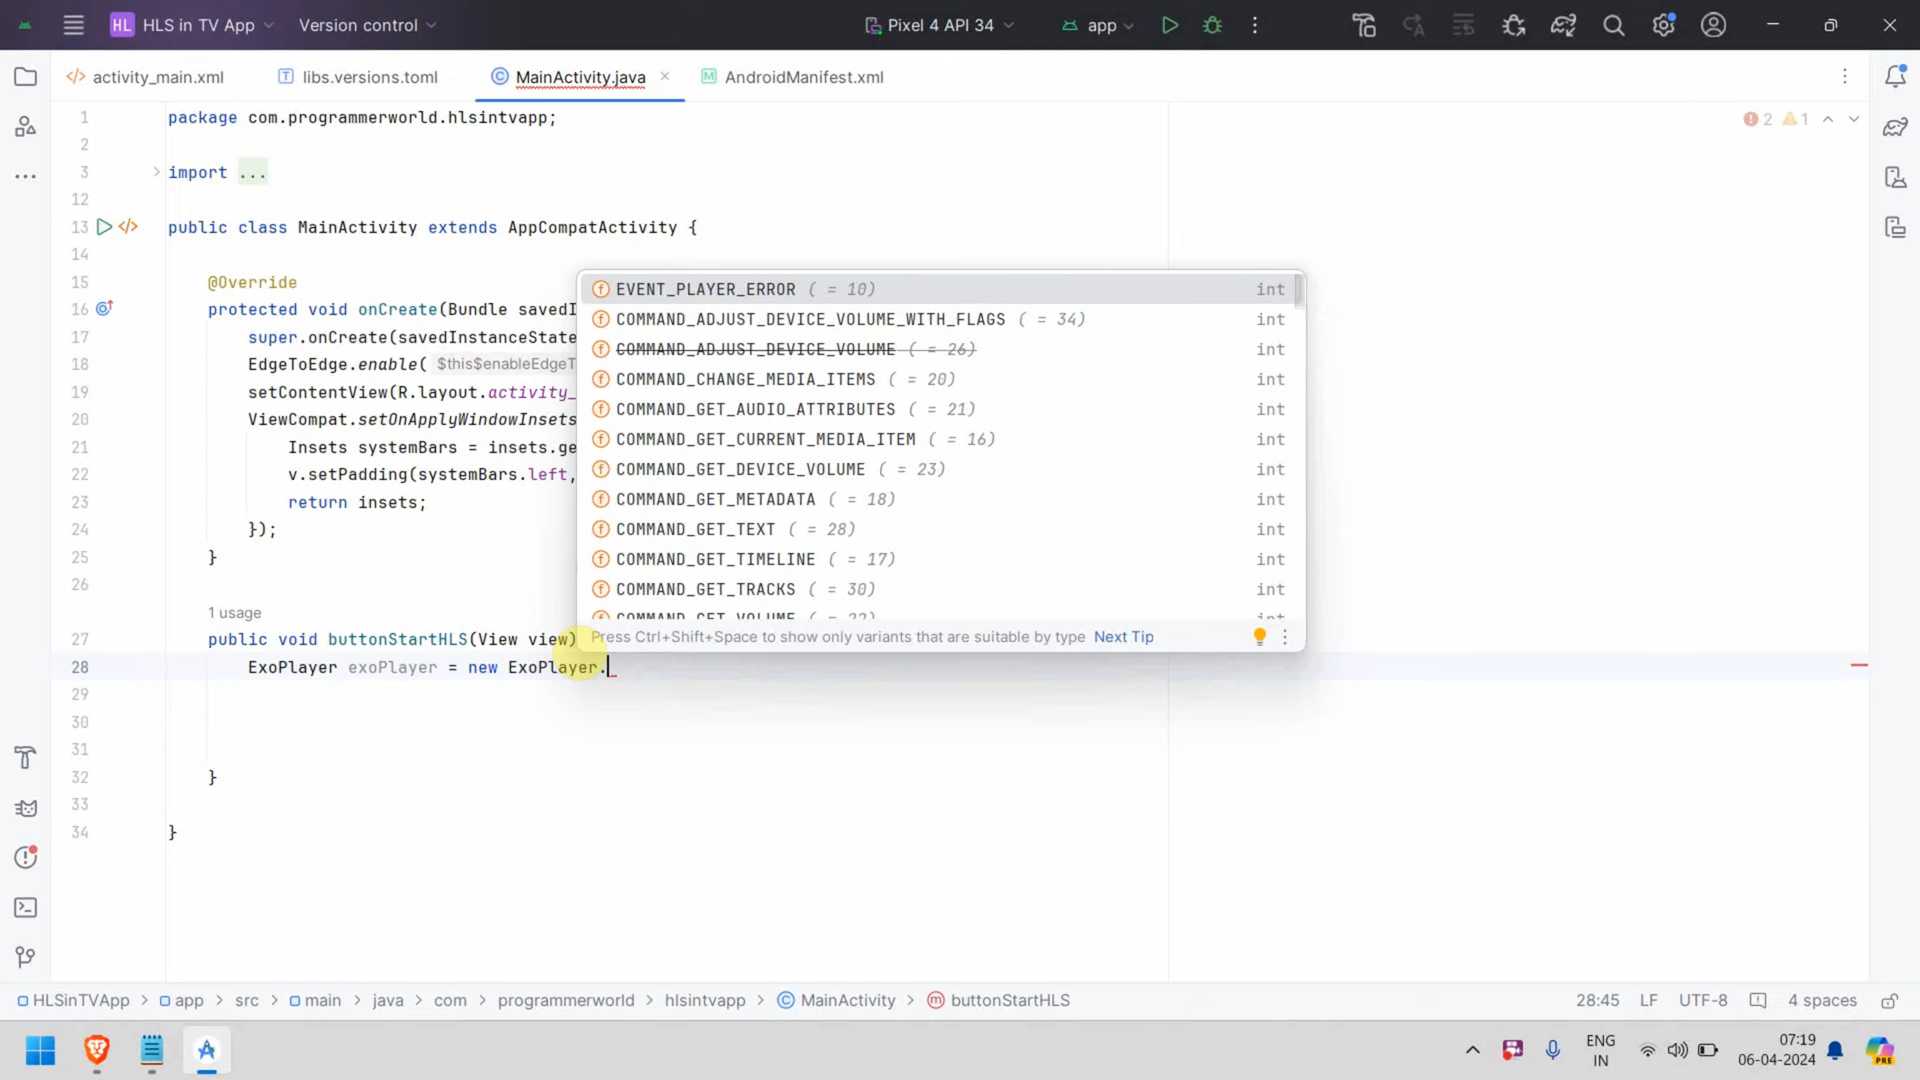 HL HLS in TV App Version control Pixel 4 API 34 app
activity_main.xml libs.versions.toml MainActivity.java AndroidManifest.xml
1 package com.programmerworld.hlsintvapp; 2 1
2
3 import ...
12
13 public class MainActivity extends AppCompatActivity {
14
15 @Override
16 protected void onCreate(Bundle savedI
17 super.onCreate(savedInstanceState
18 EdgeToEdge.enable( $this$enableEdgeT
19 setContentView(R.layout.activity_
20 ViewCompat.setOnApplyWindowInsets
21 Insets systemBars = insets.ge
22 v.setPadding(systemBars.left,
23 return insets;
24 });
25 }
26
1 usage
27 public void buttonStartHLS(View view)
28 ExoPlayer exoPlayer = new ExoPlayer.
29
30
31
32 }
33
34 }
EVENT_PLAYER_ERROR ( = 10) int
COMMAND_ADJUST_DEVICE_VOLUME_WITH_FLAGS ( = 34) int
COMMAND_ADJUST_DEVICE_VOLUME ( = 26) int
COMMAND_CHANGE_MEDIA_ITEMS ( = 20) int
COMMAND_GET_AUDIO_ATTRIBUTES ( = 21) int
COMMAND_GET_CURRENT_MEDIA_ITEM ( = 16) int
COMMAND_GET_DEVICE_VOLUME ( = 23) int
COMMAND_GET_METADATA ( = 18) int
COMMAND_GET_TEXT ( = 28) int
COMMAND_GET_TIMELINE ( = 17) int
COMMAND_GET_TRACKS ( = 30) int
COMMAND_GET_VOLUME ( = 22) int
Press Ctrl+Shift+Space to show only variants that are suitable by type Next Tip
HLSinTVApp > app > src > main > java > com > programmerworld > hlsintvapp > MainActivity > buttonStartHLS 28:45 LF UTF-8 4 spaces
ENG
IN
07:19
06-04-2024
PRE